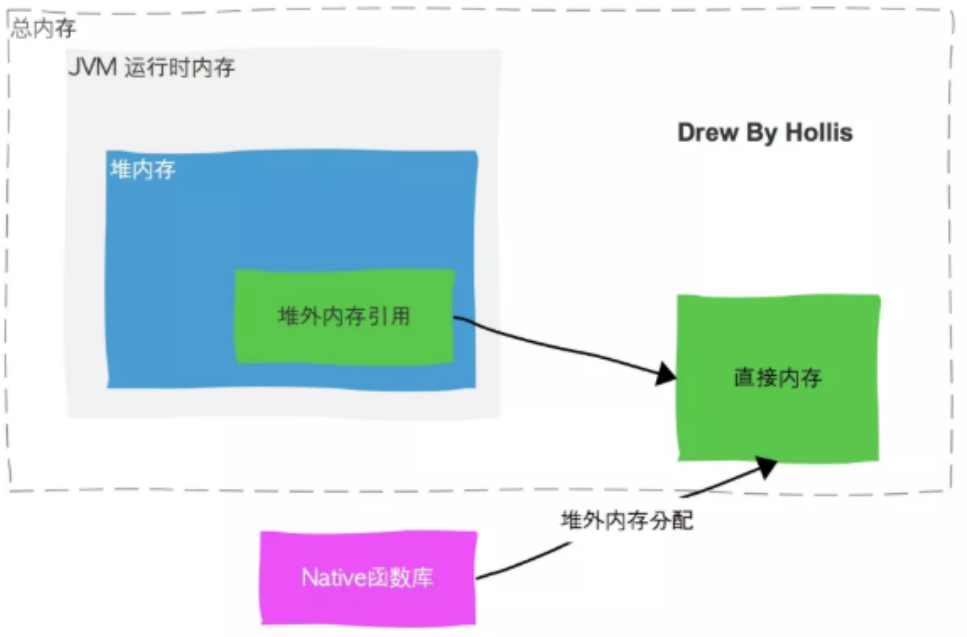 总内存
JVM 运行时内存
Drew By Hollis
堆内存
堆外内存引用
直接内存
堆外内存分配
Native函数库